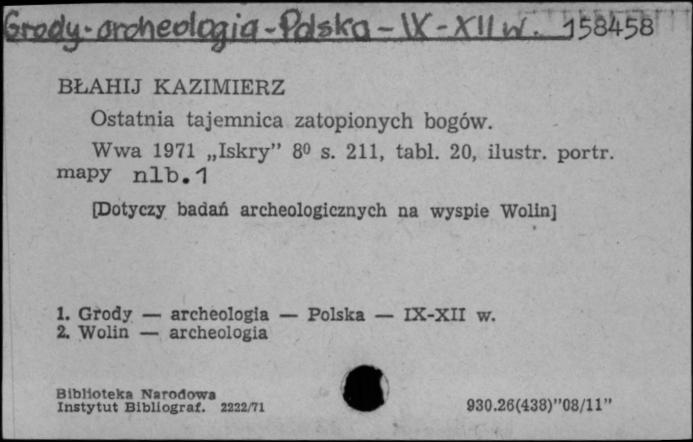 Grody-archeologia-Polska-IX-XII w. 158458
BŁAHIJ KAZIMIERZ
Ostatnia tajemnica zatopionych bogów.
Wwa 1971 „Iskry” 8º s. 211, tabl. 20, ilustr. portr.
mapy nlb.1
[Dotyczy badań archeologicznych na wyspie Wolin]
1. Grody — archeologia — Polska — IX-XII w.
2. Wolin — archeologia
Biblioteka Narodowa
Instytut Bibliograf. 2222/71
930.26(438)”08/11”